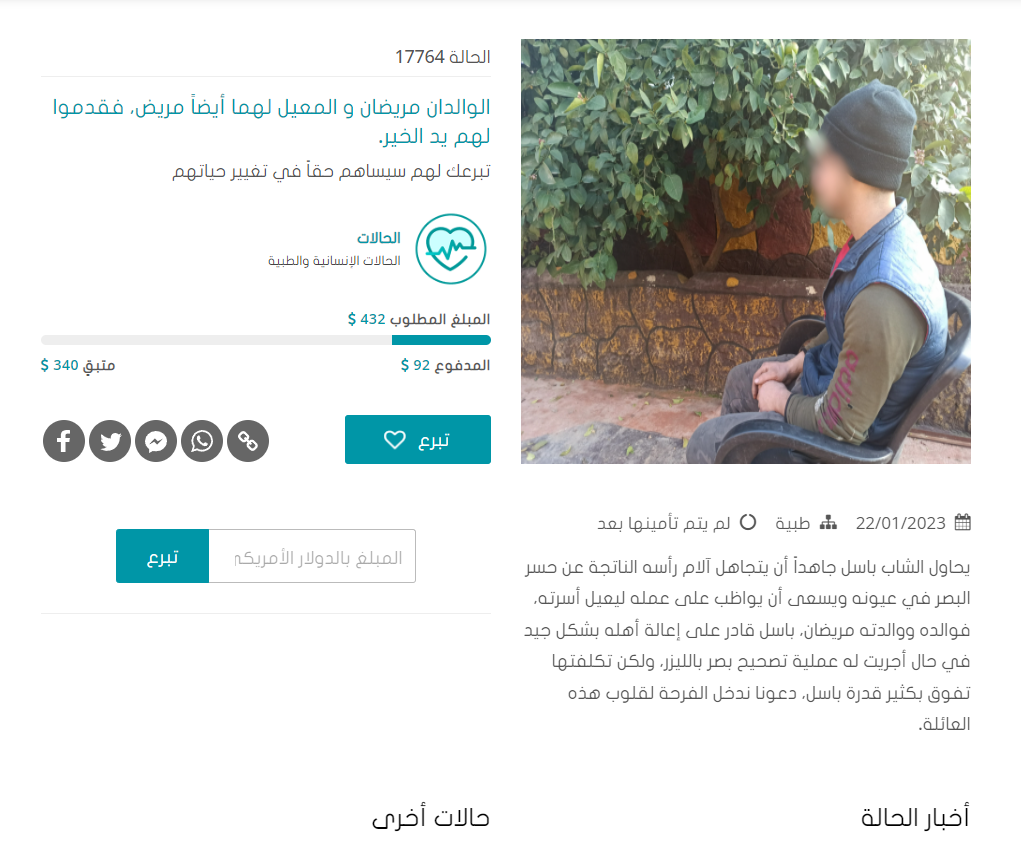 الحالة 17764
الوالدان مريضان و المعيل لهما أيضاً مريض، فقدموا
لهم يد الخير.
تبرعك لهم سيساهم حقاً في تغيير حياتهم
الحالات
الحالات الإنسانية والطبية
المبلغ المطلوب 432 $
المدفوع 92 $
متبقٍ 340 $
تبرع
المبلغ بالدولار الأمريكي
تبرع
22/01/2023 طبية لم يتم تأمينها بعد
يحاول الشاب باسل جاهداً أن يتجاهل آلام رأسه الناتجة عن حسر
البصر في عيونه ويسعى أن يواظب على عمله ليعيل أسرته،
فوالده ووالدته مريضان، باسل قادر على إعالة أهله بشكل جيد
في حال أجريت له عملية تصحيح بصر بالليزر، ولكن تكلفتها
تفوق بكثير قدرة باسل، دعونا ندخل الفرحة لقلوب هذه
العائلة.
أخبار الحالة
حالات أخرى